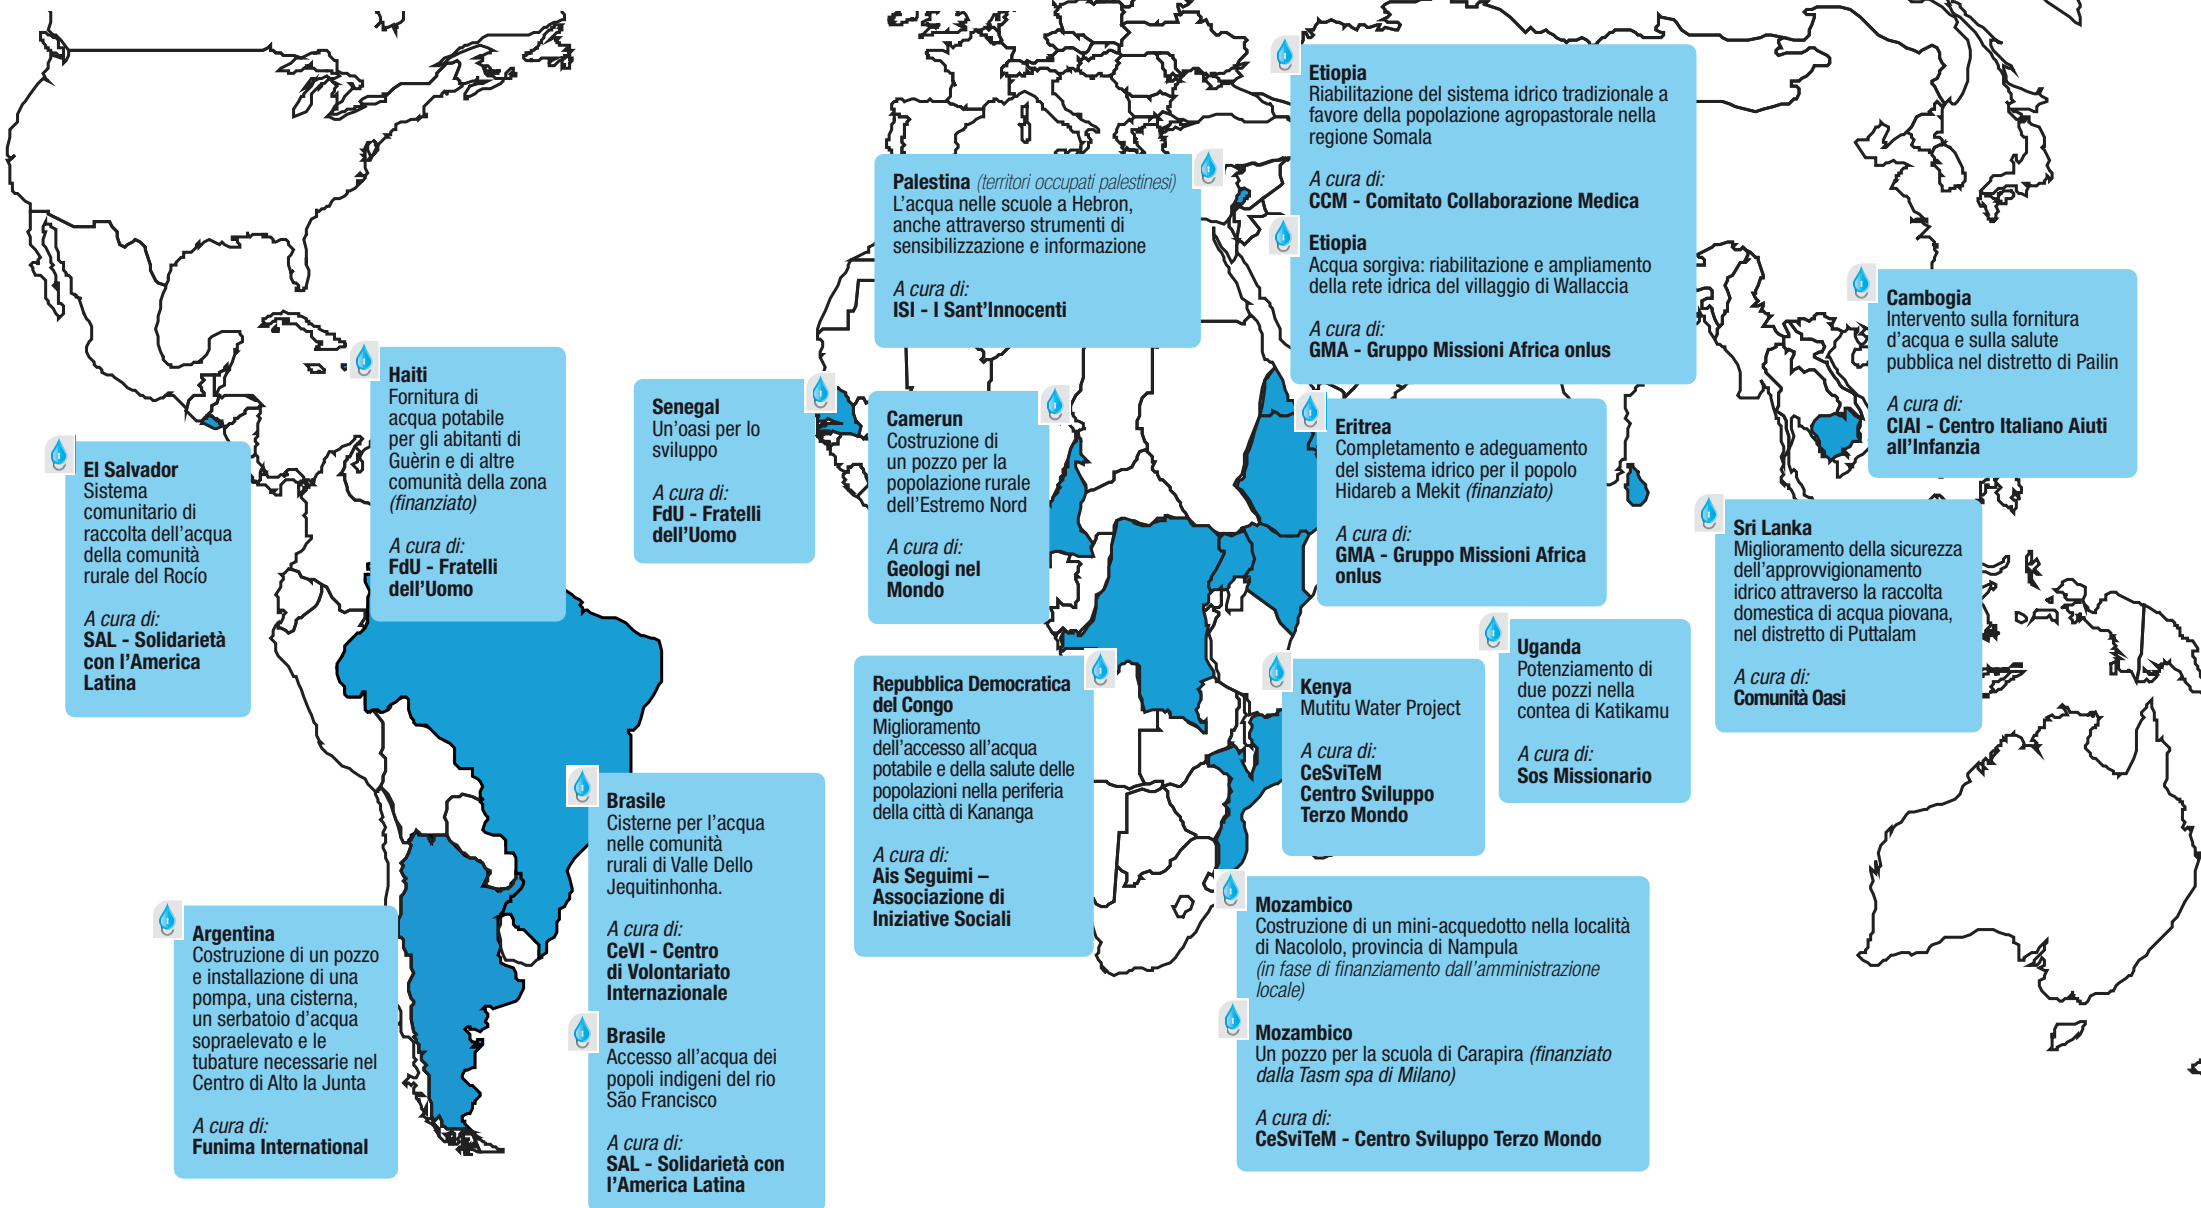 Etiopia
Riabilitazione del sistema idrico tradizionale a
favore della popolazione agropastorale nella
regione Somala
A cura di:
CCM - Comitato Collaborazione Medica
Etiopia
Acqua sorgiva: riabilitazione e ampliamento
della rete idrica del villaggio di Wallaccia
A cura di:
GMA - Gruppo Missioni Africa onlus
Palestina (territori occupati palestinesi)
L'acqua nelle scuole a Hebron,
anche attraverso strumenti di
sensibilizzazione e informazione
A cura di:
ISI - I Sant'Innocenti
Cambogia
Intervento sulla fornitura
d'acqua e sulla salute
pubblica nel distretto di Pailin
A cura di:
CIAI - Centro Italiano Aiuti
all'Infanzia
Haiti
Fornitura di
acqua potabile
per gli abitanti di
Guèrin e di altre
comunità della zona
(finanziato)
A cura di:
FdU - Fratelli
dell'Uomo
Senegal
Un'oasi per lo
sviluppo
A cura di:
FdU - Fratelli
dell'Uomo
Camerun
Costruzione di
un pozzo per la
popolazione rurale
dell'Estremo Nord
A cura di:
Geologi nel
Mondo
Eritrea
Completamento e adeguamento
del sistema idrico per il popolo
Hidareb a Mekit (finanziato)
A cura di:
GMA - Gruppo Missioni Africa
onlus
El Salvador
Sistema
comunitario di
raccolta dell'acqua
della comunità
rurale del Rocío
A cura di:
SAL - Solidarietà
con l'America
Latina
Sri Lanka
Miglioramento della sicurezza
dell'approvvigionamento
idrico attraverso la raccolta
domestica di acqua piovana,
nel distretto di Puttalam
A cura di:
Comunità Oasi
Repubblica Democratica
del Congo
Miglioramento
dell'accesso all'acqua
potabile e della salute delle
popolazioni nella periferia
della città di Kananga
A cura di:
Ais Seguimi –
Associazione di
Iniziative Sociali
Kenya
Mutitu Water Project
A cura di:
CeSviTeM
Centro Sviluppo
Terzo Mondo
Uganda
Potenziamento di
due pozzi nella
contea di Katikamu
A cura di:
Sos Missionario
Brasile
Cisterne per l'acqua
nelle comunità
rurali di Valle Dello
Jequitinhonha.
A cura di:
CeVI - Centro
di Volontariato
Internazionale
Brasile
Accesso all'acqua dei
popoli indigeni del rio
São Francisco
A cura di:
SAL - Solidarietà con
l'America Latina
Argentina
Costruzione di un pozzo
e installazione di una
pompa, una cisterna,
un serbatoio d'acqua
sopraelevato e le
tubature necessarie nel
Centro di Alto la Junta
A cura di:
Funima International
Mozambico
Costruzione di un mini-acquedotto nella località
di Nacololo, provincia di Nampula
(in fase di finanziamento dall'amministrazione
locale)
Mozambico
Un pozzo per la scuola di Carapira (finanziato
dalla Tasm spa di Milano)
A cura di:
CeSviTeM - Centro Sviluppo Terzo Mondo